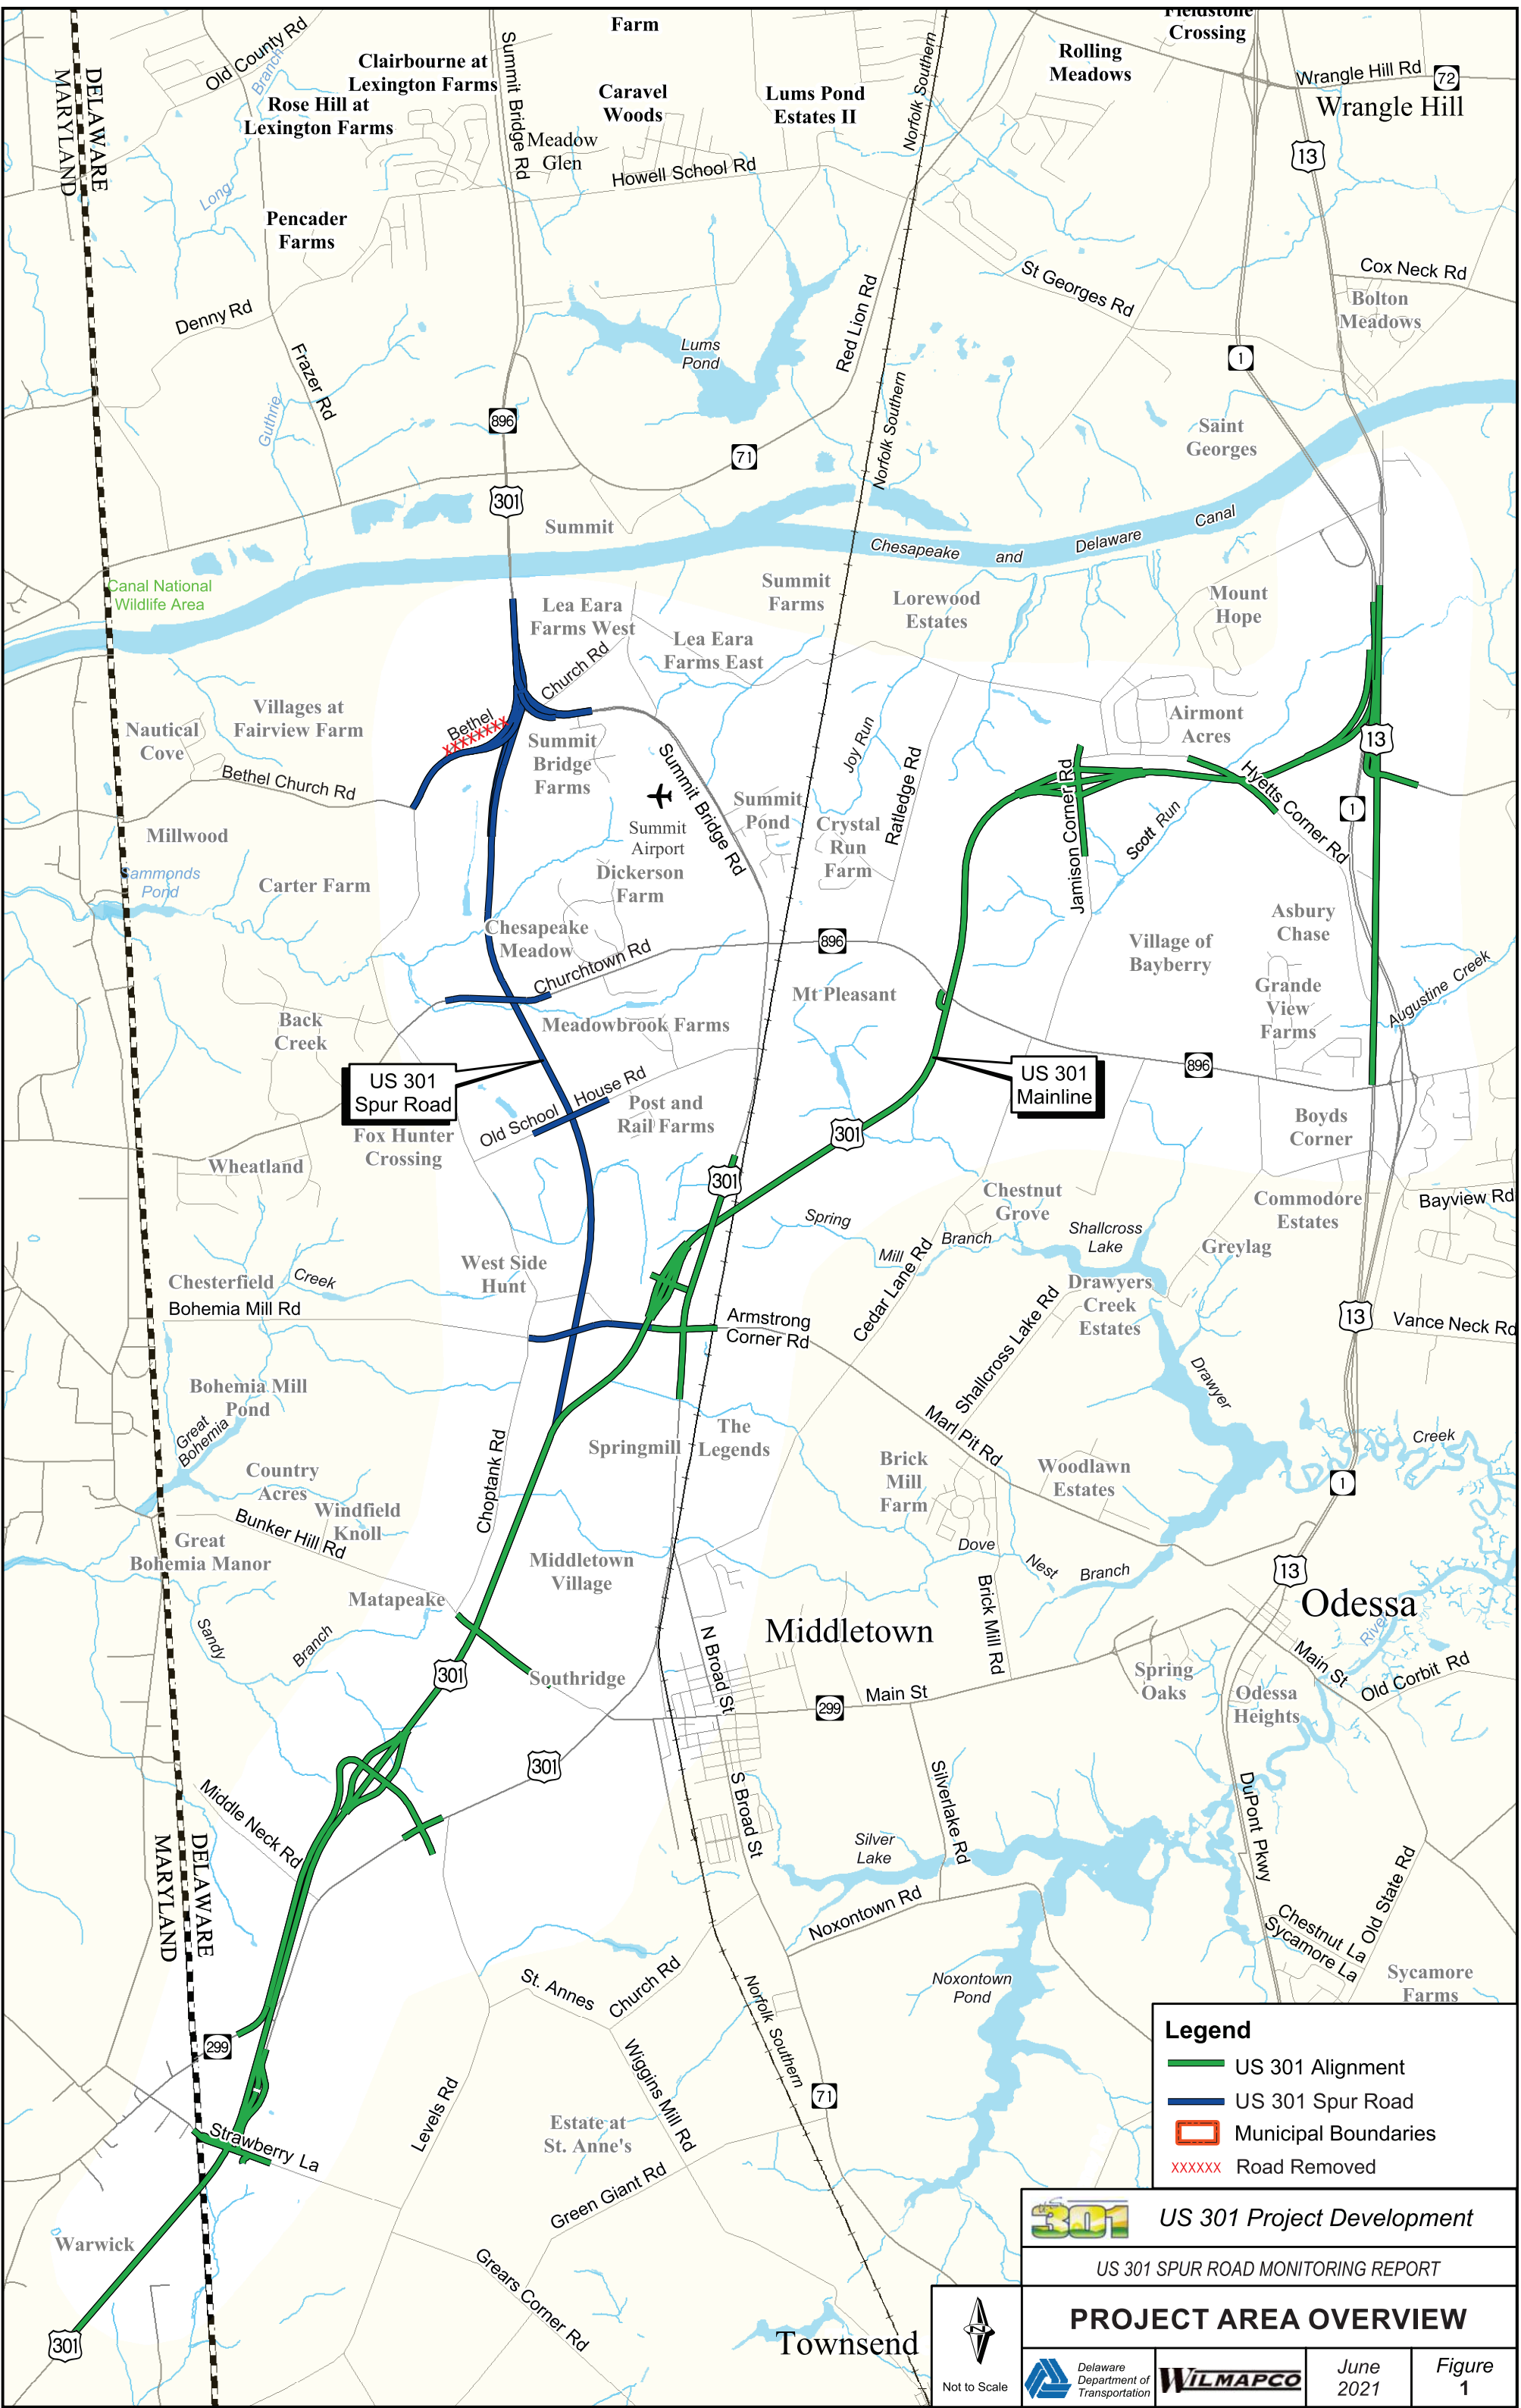 Farm
Fieldstone
Crossing
Old County Rd
Branch
Clairbourne at
Lexington Farms
Summit Bridge Rd
Rolling
Meadows
Wrangle Hill Rd
72
Wrangle Hill
DELAWARE
MARYLAND
Rose Hill at
Lexington Farms
Caravel
Woods
Lums Pond
Estates II
Norfolk Southern
Meadow
Glen
Howell School Rd
13
Long
Pencader
Farms
St Georges Rd
Cox Neck Rd
Bolton
Meadows
Denny Rd
Frazer Rd
Lums
Pond
Red Lion Rd
1
Guthrie
896
71
Norfolk Southern
Saint
Georges
301
Summit
Chesapeake and Delaware Canal
Canal National
Wildlife Area
Lea Eara
Farms West
Summit
Farms
Lorewood
Estates
Mount
Hope
Church Rd
Lea Eara
Farms East
Villages at
Fairview Farm
Nautical
Cove
Bethel
XXXXXXXX
Summit
Bridge
Farms
Summit Bridge Rd
Joy Run
Ratledge Rd
Airmont
Acres
13
Bethel Church Rd
Jamison Corner Rd
Hyetts Corner Rd
Millwood
Summit
Airport
Summit
Pond
Crystal
Run
Farm
Scott Run
1
Sammonds
Pond
Carter Farm
Dickerson
Farm
Chesapeake
Meadow
Churchtown Rd
896
Asbury
Chase
Village of
Bayberry
Mt Pleasant
Grande
View
Farms
Augustine Creek
Back
Creek
Meadowbrook Farms
US 301
Spur Road
US 301
Mainline
896
Old School House Rd
Post and
Rail Farms
Fox Hunter
Crossing
301
Boyds
Corner
Wheatland
301
Chestnut
Grove
Commodore
Estates
Bayview Rd
Spring Mill Branch
Shallcross
Lake
Greylag
West Side
Hunt
Chesterfield
Creek
Bohemia Mill Rd
Cedar Lane Rd
Drawyers
Creek
Estates
Armstrong
Corner Rd
13
Vance Neck Rd
Shallcross Lake Rd
Drawyer
Creek
Bohemia Mill
Pond
Great
Bohemia
Choptank Rd
Springmill
The
Legends
Marl Pit Rd
Country
Acres
Brick
Mill
Farm
Woodlawn
Estates
1
Windfield
Knoll
Bunker Hill Rd
Great
Bohemia Manor
Middletown
Village
Dove Nest Branch
13
Matapeake
Brick Mill Rd
Odessa
River
Sandy Branch
N Broad St
Middletown
Main St
Old Corbit Rd
301
Southridge
Spring
Oaks
299
Main St
Odessa
Heights
301
Middle Neck Rd
S Broad St
Silverlake Rd
DuPont Pkwy
DELAWARE
MARYLAND
Silver
Lake
Noxontown Rd
Old State Rd
Chestnut La
Sycamore La
St. Annes Church Rd
Noxontown
Pond
Sycamore
Farms
Norfolk Southern
299
Strawberry La
Levels Rd
Wiggins Mill Rd
71
Estate at
St. Anne's
Green Giant Rd
Warwick
Grears Corner Rd
301
Townsend
Legend
US 301 Alignment
US 301 Spur Road
Municipal Boundaries
XXXXXX Road Removed
301
US 301 Project Development
US 301 SPUR ROAD MONITORING REPORT
N
Not to Scale
PROJECT AREA OVERVIEW
Delaware
Department of
Transportation
WILMAPCO
June
2021
Figure
1